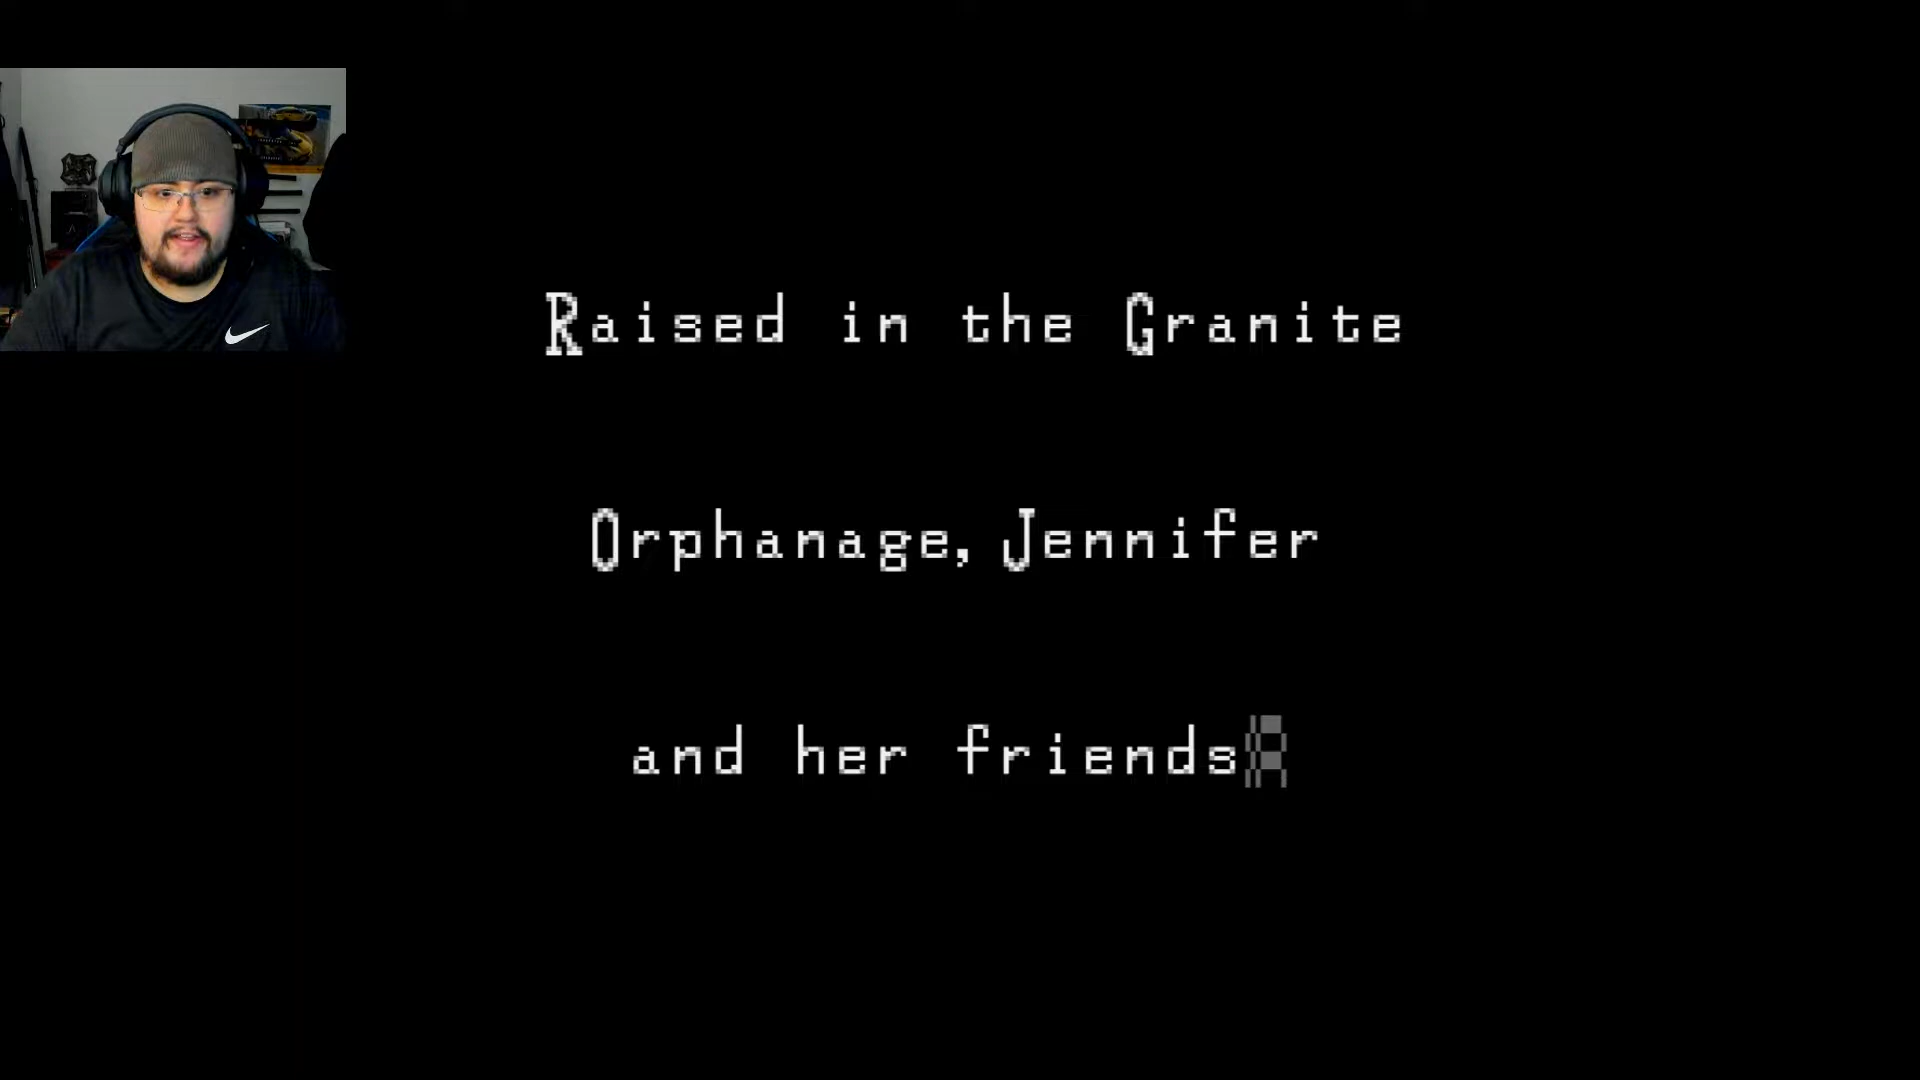 Raised in the Granite
Orphanage, Jennifer
and her friends